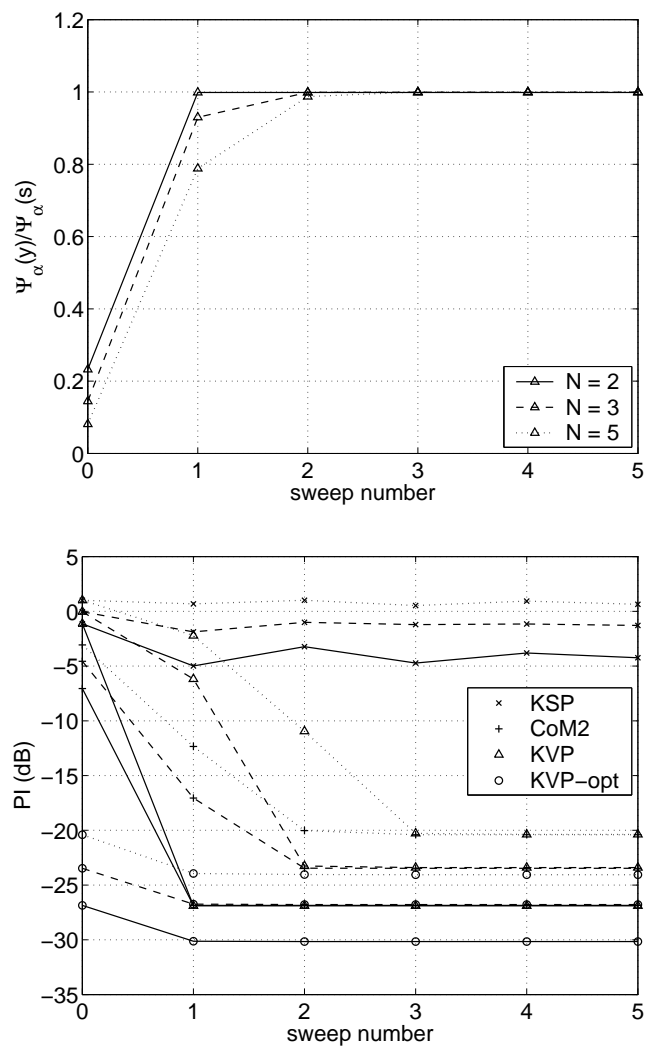 1.2
1
0.8
0.6
0.4
0.2
0
Ψα(y)/Ψα(s)
N = 2
N = 3
N = 5
0 1 2 3 4 5
sweep number
5
0
−5
−10
−15
−20
−25
−30
−35
PI (dB)
KSP
CoM2
KVP
KVP−opt
0 1 2 3 4 5
sweep number